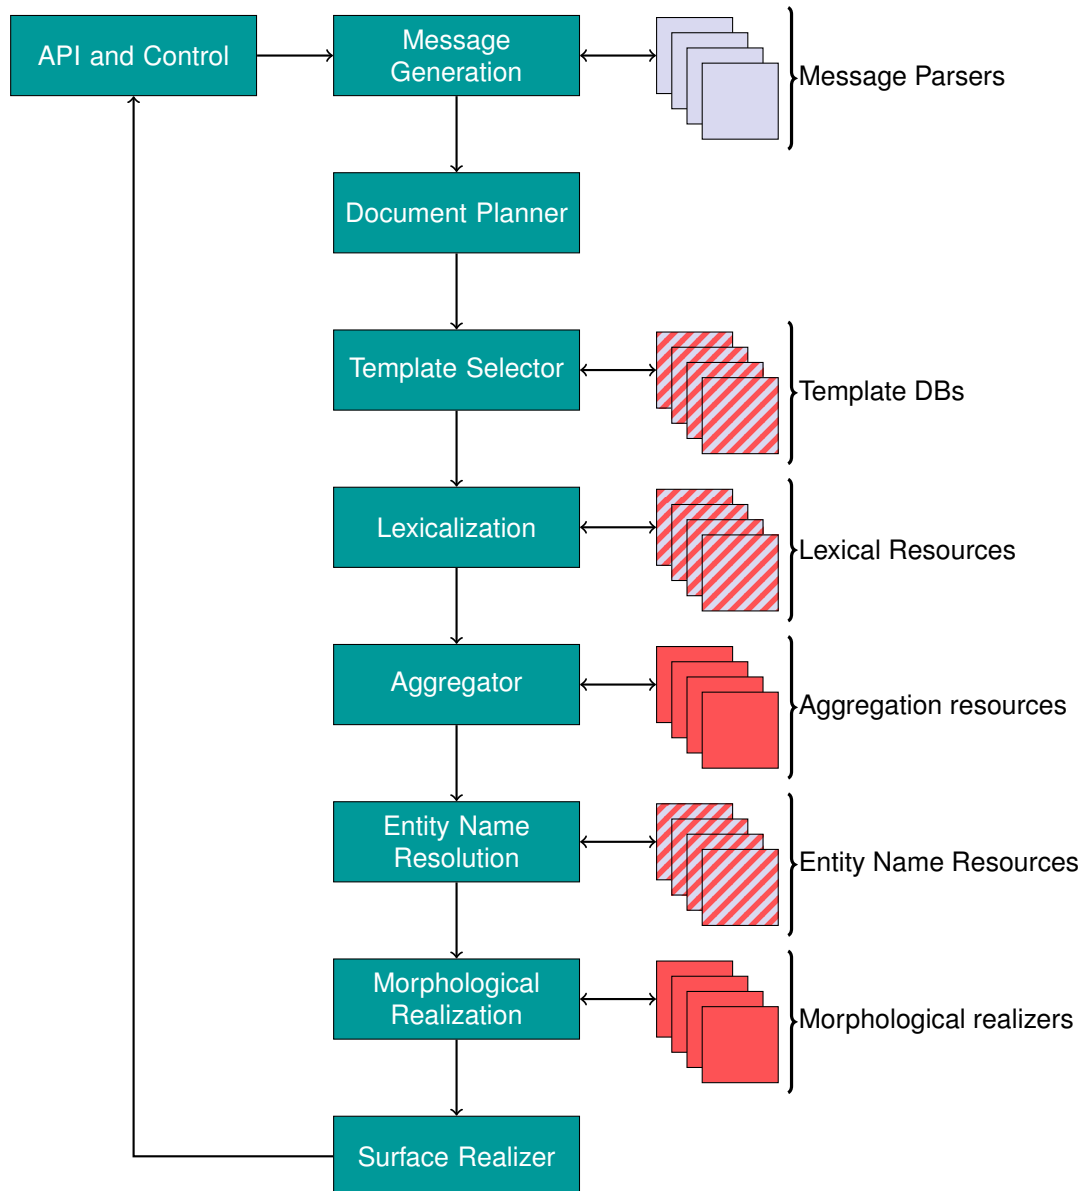 API and Control
Message
Generation
Message Parsers
Document Planner
Template Selector
Template DBs
Lexicalization
Lexical Resources
Aggregator
Aggregation resources
Entity Name
Resolution
Entity Name Resources
Morphological
Realization
Morphological realizers
Surface Realizer